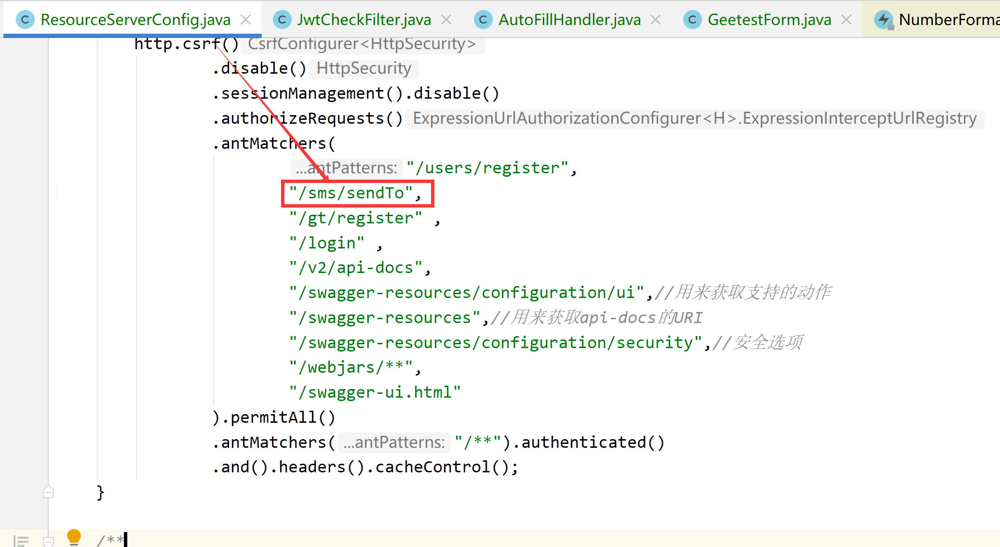 ResourceServerConfig.java JwtCheckFilter.java AutoFillHandler.java GeetestForm.java NumberForma
http.csrf() CsrfConfigurer<HttpSecurity>
.disable() HttpSecurity
.sessionManagement().disable()
.authorizeRequests() ExpressionUrlAuthorizationConfigurer<H>.ExpressionInterceptUrlRegistry
.antMatchers(
...antPatterns: "/users/register",
"/sms/sendTo",
"/gt/register" ,
"/login" ,
"/v2/api-docs",
"/swagger-resources/configuration/ui",//用来获取支持的动作
"/swagger-resources",//用来获取api-docs的URI
"/swagger-resources/configuration/security",//安全选项
"/webjars/**",
"/swagger-ui.html"
).permitAll()
.antMatchers( ...antPatterns: "/**").authenticated()
.and().headers().cacheControl();
}
/**